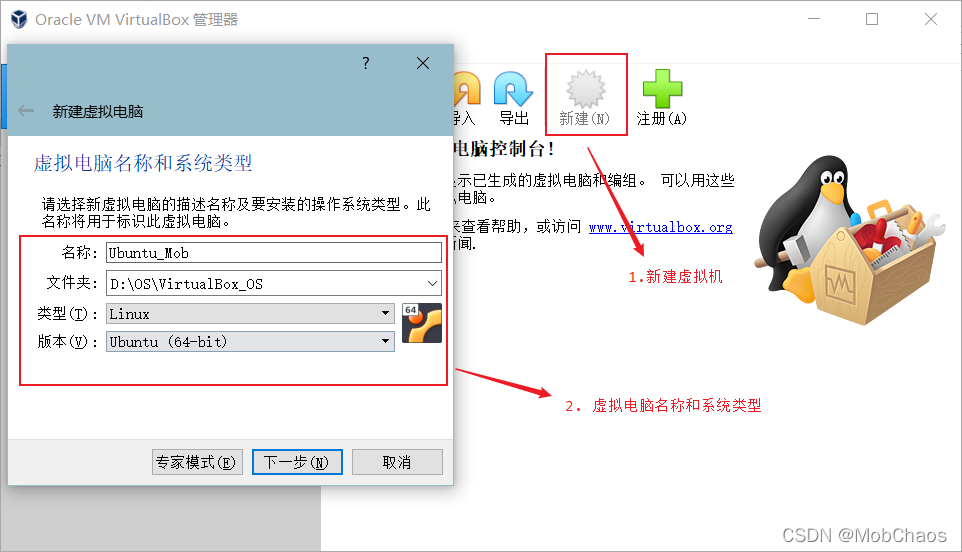 Oracle VM VirtualBox 管理器
?
新建虚拟电脑
虚拟电脑名称和系统类型
请选择新虚拟电脑的描述名称及要安装的操作系统类型。此
名称将用于标识此虚拟电脑。
名称: Ubuntu_Mob
文件夹: D:\OS\VirtualBox_OS
类型(T): Linux
64
版本(V): Ubuntu (64-bit)
专家模式(E) 下一步(N) 取消
导出 新建(N) 注册(A)
电脑控制台!
示已生成的虚拟电脑和编组。 可以用这些
电脑。
来查看帮助，或访问 www.virtualbox.org
新闻.
1.新建虚拟机
2. 虚拟电脑名称和系统类型
CSDN @MobChaos